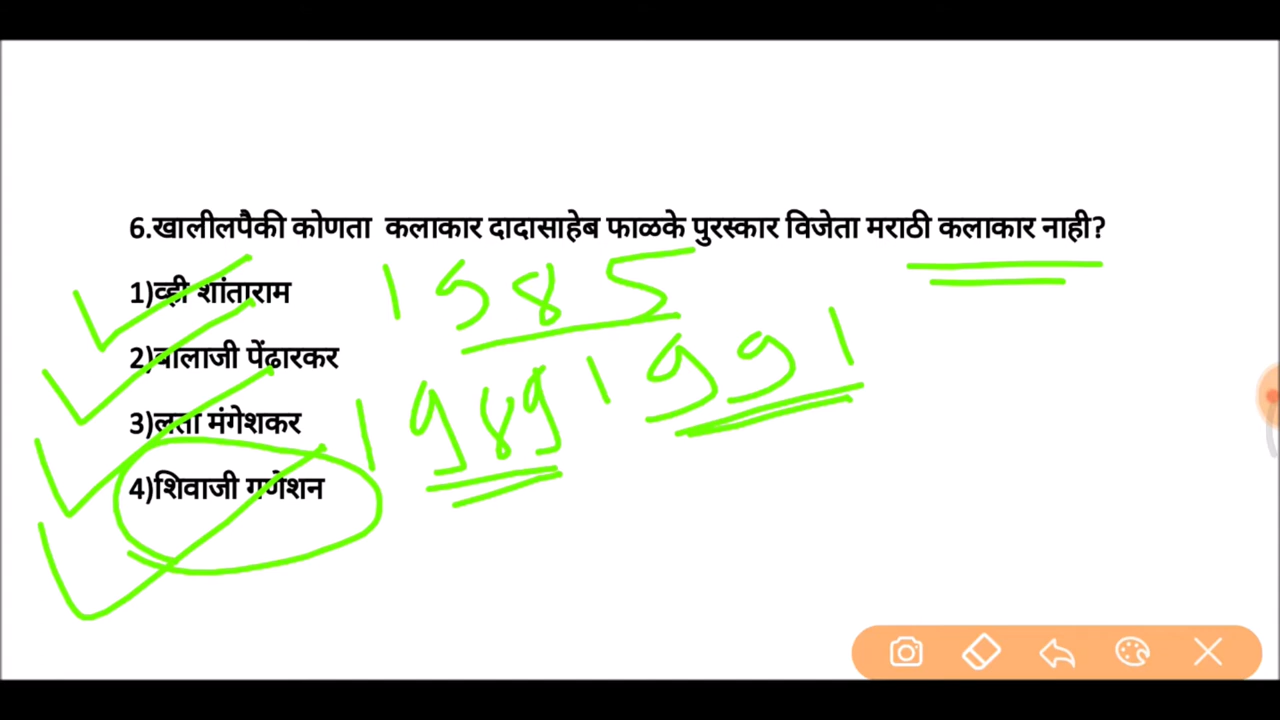 6.खालीलपैकी कोणता कलाकार दादासाहेब फाळके पुरस्कार विजेता मराठी कलाकार नाही?
1)व्ही शांताराम 1985
2)बालाजी पेंढारकर 1991
3)लता मंगेशकर 1989
4)शिवाजी गणेशन